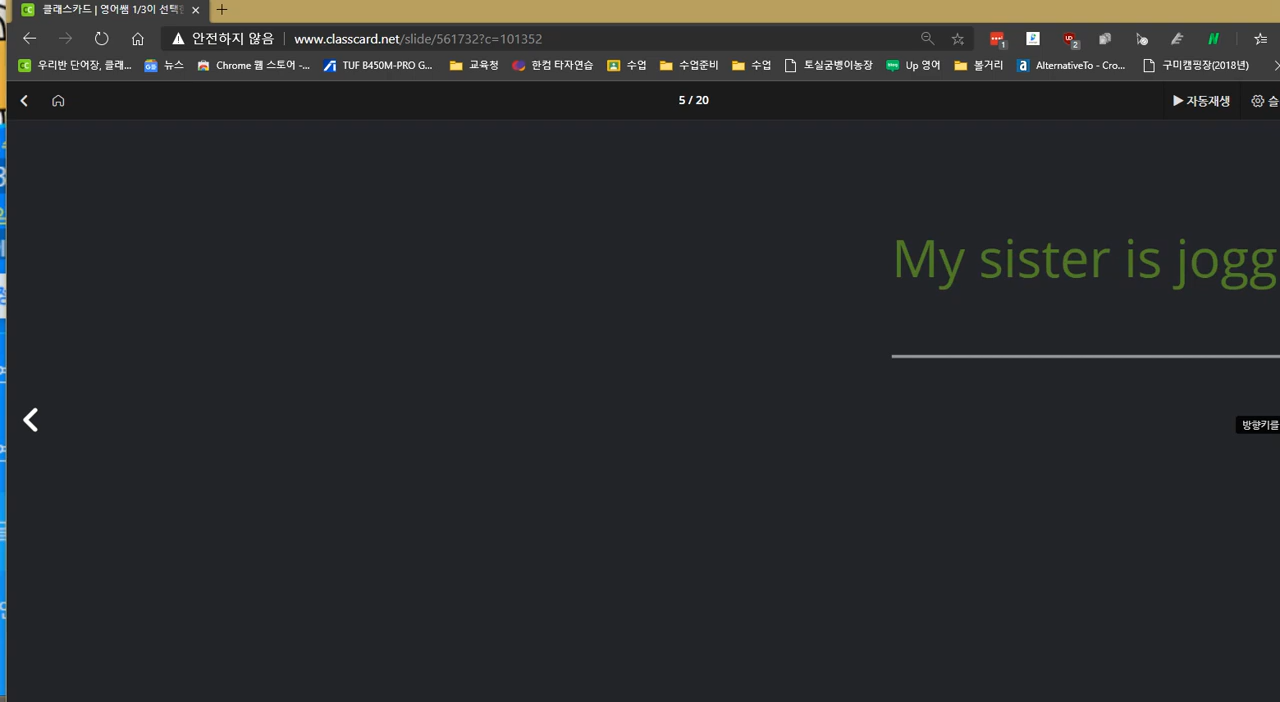 클래스카드 | 영어쌤 1/3이 선택
안전하지 않음 www.classcard.net/slide/561732?c=101352
우리반 단어장, 클래... 뉴스 Chrome 웹 스토어 -... TUF B450M-PRO G... 교육청 한컴 타자연습 수업 수업준비 수업 토실굼벵이농장 Up 영어 볼거리 AlternativeTo - Cro... 구미캠핑장(2018년)
5 / 20 자동재생 슬
My sister is jogg
방향키를